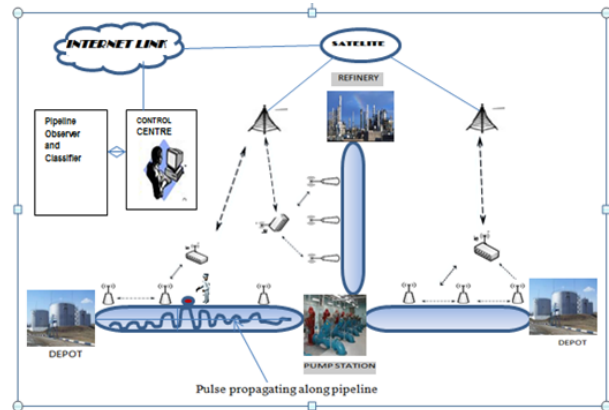 INTERNET LINK
SATELITE
REFINERY
Pipeline
Observer
and
Classifier
CONTROL
CENTRE
DEPOT
PUMP STATION
DEPOT
Pulse propagating along pipeline